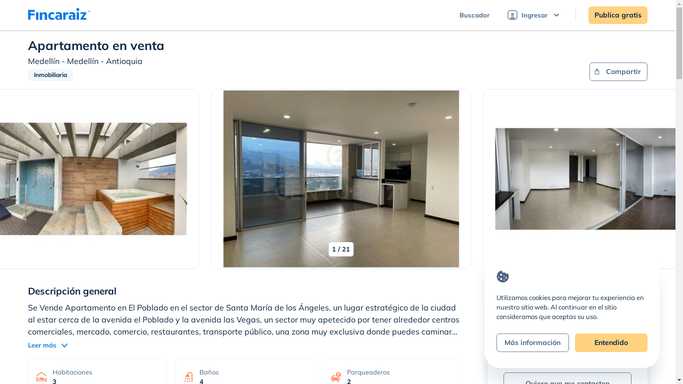 Fincaraiz
Buscador
Ingresar
Publica gratis
Apartamento en venta
Medellín - Medellín - Antioquia
Inmobiliaria
Compartir
1 / 21
Descripción general
Se Vende Apartamento en El Poblado en el sector de Santa María de los Ángeles, un lugar estratégico de la ciudad
al estar cerca de la avenida el Poblado y la avenida las Vegas, un sector muy apetecido por tener alrededor centros
comerciales, mercado, comercio, restaurantes, transporte público, una zona muy exclusiva donde puedes caminar...
Leer más
Habitaciones
3
Baños
4
Parqueaderos
2
Utilizamos cookies para mejorar tu experiencia en
nuestro sitio web. Al continuar en el sitio
consideramos que aceptas su uso.
Más información
Entendido
Quiero que me contacten